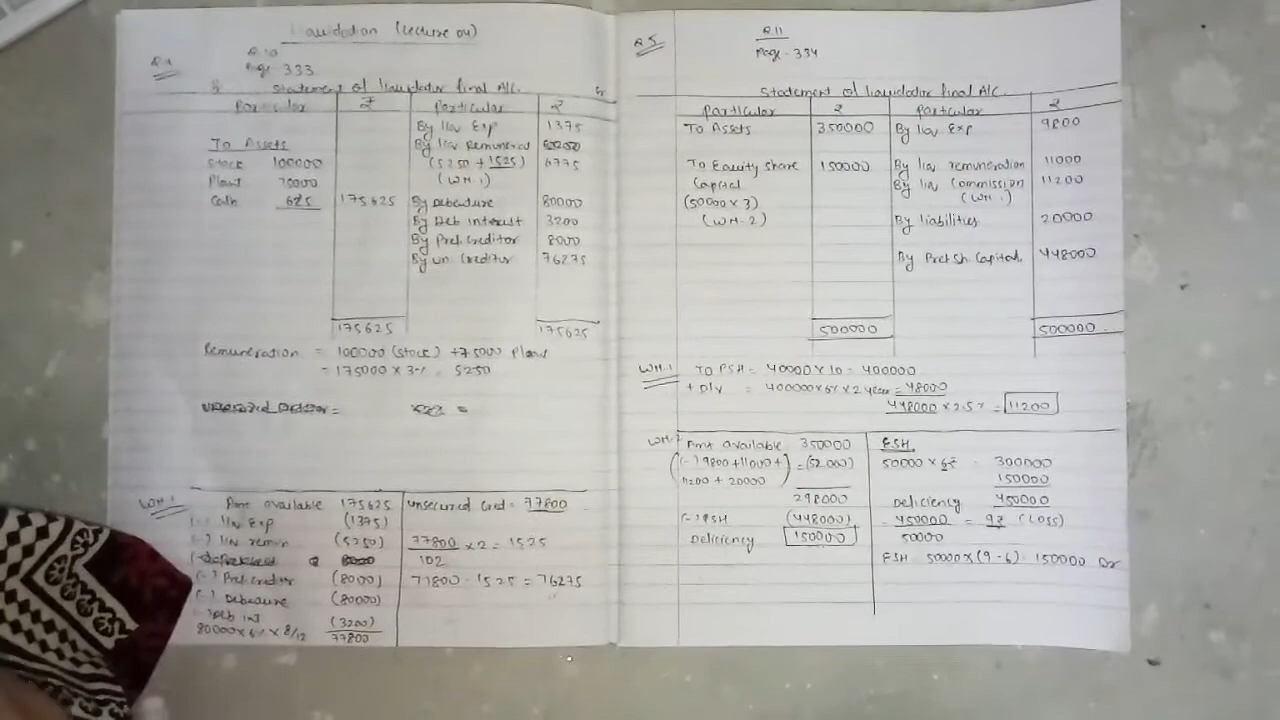 Liquidation (Lecture 04)
Q.10
Page 333
Statement of liquidator final A/C.
Particular ₹ Particular ₹
By liq Exp 1375
To Assets By liq Remunerat
Stock 100000 (5250 + 1525) 6775
Plant 75000 (WN.1)
Cash 625 175625 By Debenture 80000
By Deb interest 3200
By Pref. Creditor 8000
By un. Creditor 76275
175625 175625
Remuneration = 100000 (stock) + 75000 Plant
= 175000 x 3% = 5250
WN.1
Amt available 175625
(-) liq Exp (1375)
(-) liq remun (5250)
(-) Pref. creditor (8000)
(-) Debenture (80000)
(-) Deb INT
80000 x 6% x 8/12 (3200)
77800
unsecured cred = 77800
77800 x 2 = 1525
102
77800 - 1525 = 76275
Q.5
Q.11
Page - 334
Statement of liquidator final A/C
Particular ₹ Particular ₹
To Assets 350000 By liq. Exp 9800
To Equity share 150000 By liq remuneration 11000
Capital By liq Commission 11200
(50000 x 3) (WN.1)
(WN-2) By liabilities 20000
By Pref Sh. Capital 448000
500000 500000
WN.1 To PSH = 40000 x 10 = 400000
+ Div = 400000 x 6% x 2 year = 48000
448000 x 2.5% = 11200
WN-2 Amt available 350000
(-) 9800 + 11000 + = (52000)
11200 + 20000
298000
(-) PSH (448000)
Deficiency 150000
ESH
50000 x 6 300000
150000
Deficiency 450000
450000 = 9 (Loss)
50000
ESH 50000 x (9 - 6) 150000 Dr